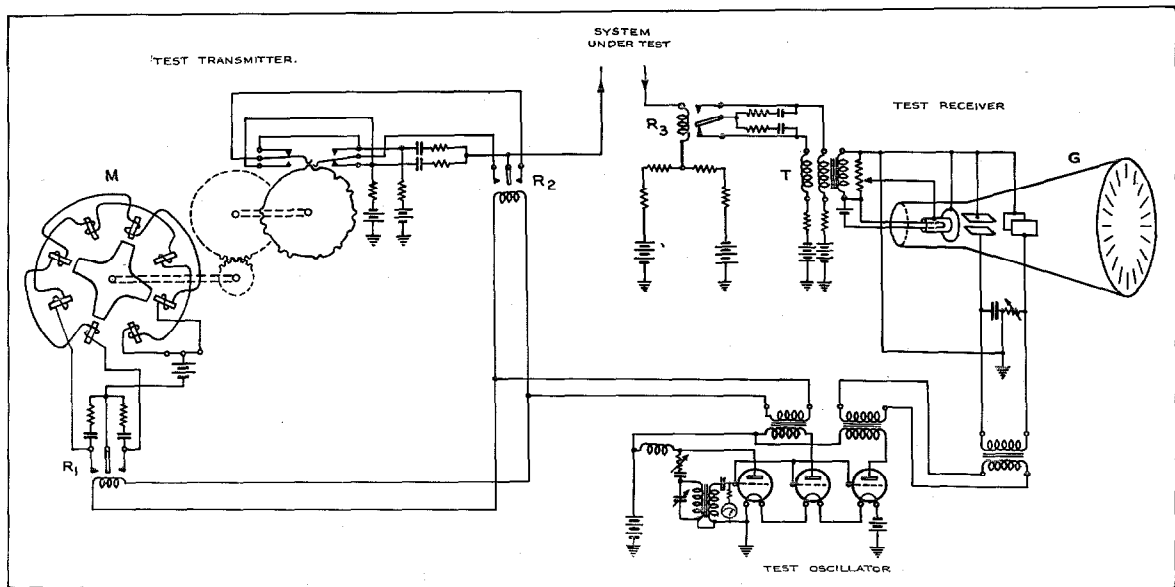 SYSTEM
UNDER TEST
TEST TRANSMITTER.
TEST RECEIVER
R3
G
M
R2
T
R1
TEST OSCILLATOR